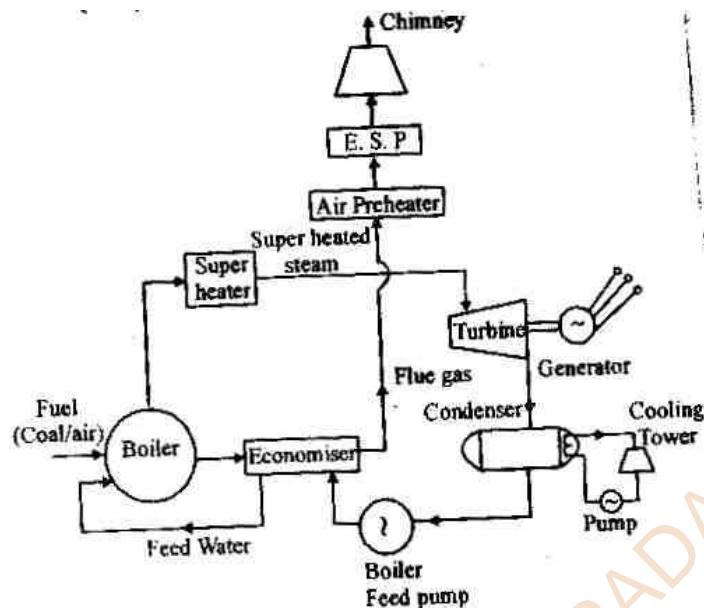 Chimney
E. S. P
Air Preheater
Super heated
steam
Super
heater
Turbine
~
Generator
Flue gas
Fuel
(Coal/air)
Boiler
Economiser
Condenser
Cooling
Tower
~
Pump
Feed Water
~
Boiler
Feed pump